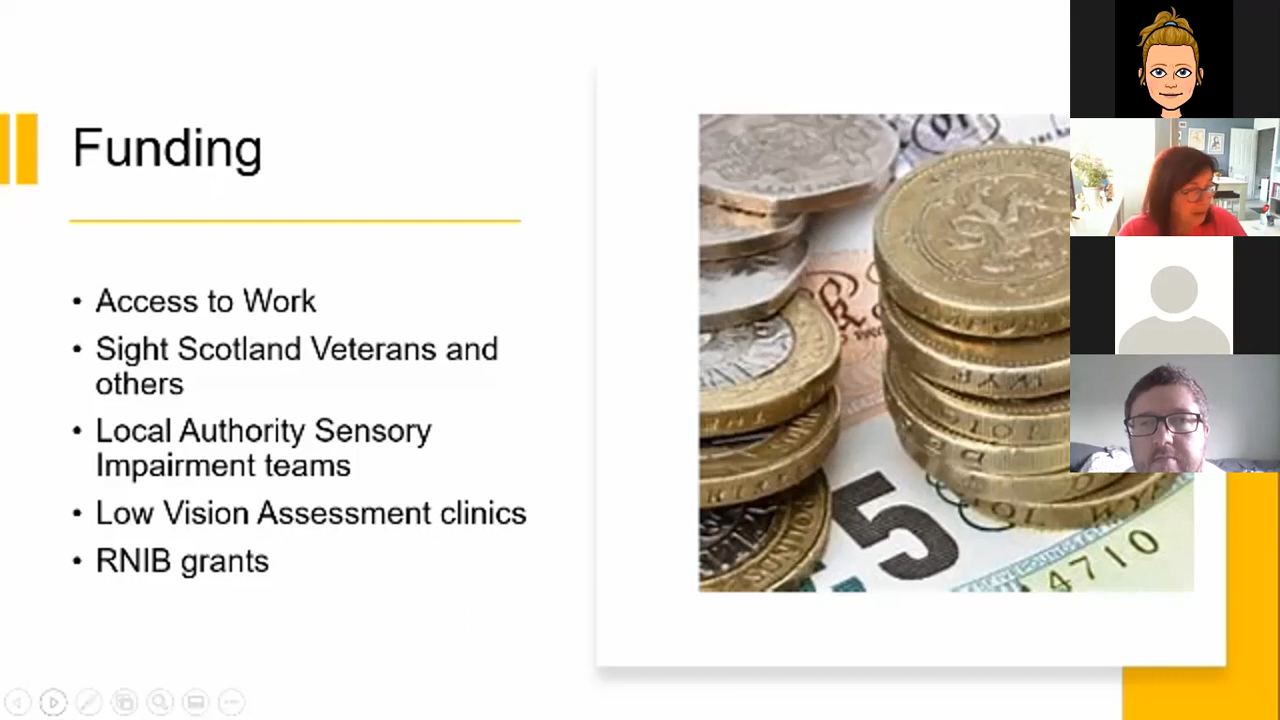 Funding
• Access to Work
• Sight Scotland Veterans and
others
• Local Authority Sensory
Impairment teams
• Low Vision Assessment clinics
• RNIB grants
5
4710